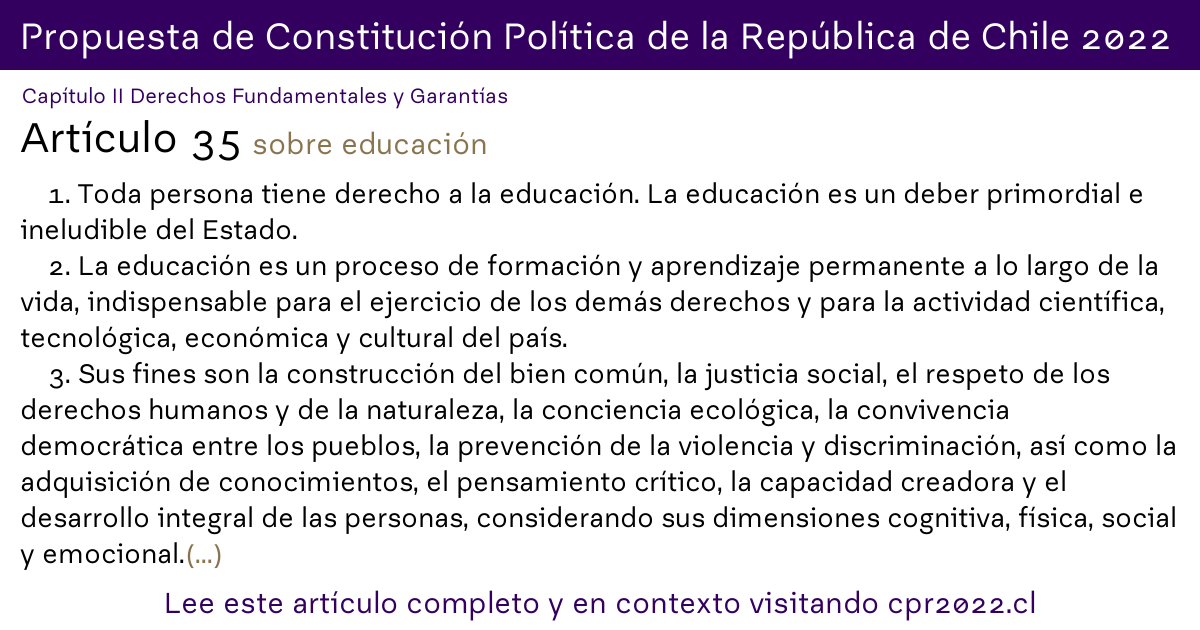 Propuesta de Constitución Política de la República de Chile 2022
Capítulo II Derechos Fundamentales y Garantías
Artículo 35 sobre educación
1. Toda persona tiene derecho a la educación. La educación es un deber primordial e
ineludible del Estado.
2. La educación es un proceso de formación y aprendizaje permanente a lo largo de la
vida, indispensable para el ejercicio de los demás derechos y para la actividad científica,
tecnológica, económica y cultural del país.
3. Sus fines son la construcción del bien común, la justicia social, el respeto de los
derechos humanos y de la naturaleza, la conciencia ecológica, la convivencia
democrática entre los pueblos, la prevención de la violencia y discriminación, así como la
adquisición de conocimientos, el pensamiento crítico, la capacidad creadora y el
desarrollo integral de las personas, considerando sus dimensiones cognitiva, física, social
y emocional.(...)
Lee este artículo completo y en contexto visitando cpr2022.cl